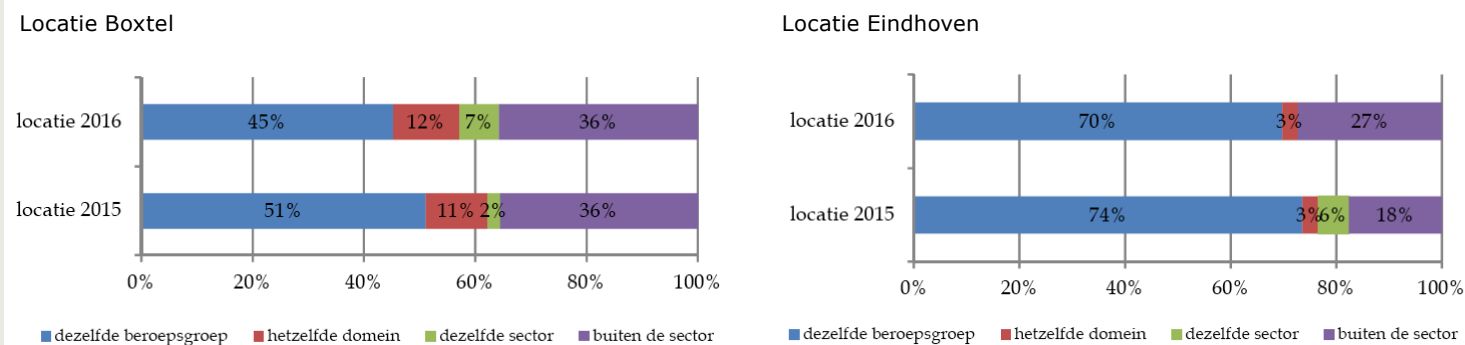 Locatie Boxtel
locatie 2016
45% 12% 7% 36%
locatie 2015
51% 11% 2% 36%
0% 20% 40% 60% 80% 100%
dezelfde beroepsgroep hetzelfde domein dezelfde sector buiten de sector
Locatie Eindhoven
locatie 2016
70% 3% 27%
locatie 2015
74% 3% 6% 18%
0% 20% 40% 60% 80% 100%
dezelfde beroepsgroep hetzelfde domein dezelfde sector buiten de sector